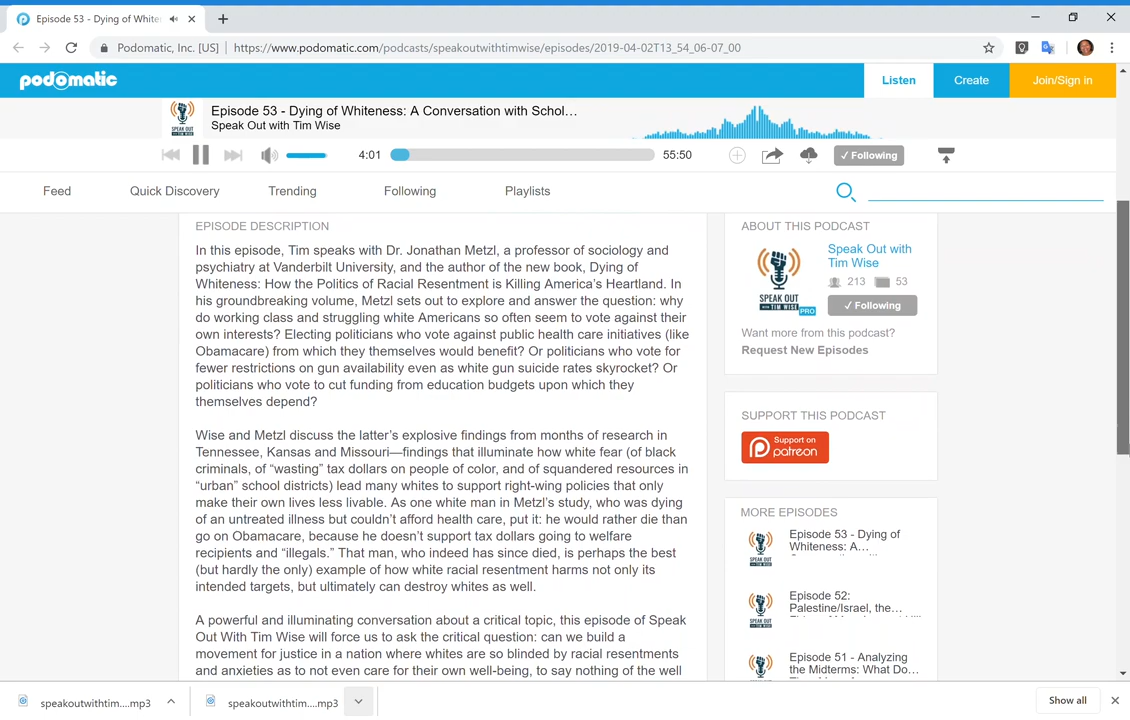 Episode 53 - Dying of White
Podomatic, Inc. [US] | https://www.podomatic.com/podcasts/speakoutwithtimwise/episodes/2019-04-02T13_54_06-07_00
podomatic
Listen
Create
Join/Sign in
SPEAK OUT
Episode 53 - Dying of Whiteness: A Conversation with Schol…
Speak Out with Tim Wise
4:01
55:50
✓ Following
Feed
Quick Discovery
Trending
Following
Playlists
EPISODE DESCRIPTION
In this episode, Tim speaks with Dr. Jonathan Metzl, a professor of sociology and
psychiatry at Vanderbilt University, and the author of the new book, Dying of
Whiteness: How the Politics of Racial Resentment is Killing America's Heartland. In
his groundbreaking volume, Metzl sets out to explore and answer the question: why
do working class and struggling white Americans so often seem to vote against their
own interests? Electing politicians who vote against public health care initiatives (like
Obamacare) from which they themselves would benefit? Or politicians who vote for
fewer restrictions on gun availability even as white gun suicide rates skyrocket? Or
politicians who vote to cut funding from education budgets upon which they
themselves depend?
Wise and Metzl discuss the latter's explosive findings from months of research in
Tennessee, Kansas and Missouri—findings that illuminate how white fear (of black
criminals, of “wasting” tax dollars on people of color, and of squandered resources in
“urban” school districts) lead many whites to support right-wing policies that only
make their own lives less livable. As one white man in Metzl's study, who was dying
of an untreated illness but couldn't afford health care, put it: he would rather die than
go on Obamacare, because he doesn't support tax dollars going to welfare
recipients and “illegals.” That man, who indeed has since died, is perhaps the best
(but hardly the only) example of how white racial resentment harms not only its
intended targets, but ultimately can destroy whites as well.
A powerful and illuminating conversation about a critical topic, this episode of Speak
Out With Tim Wise will force us to ask the critical question: can we build a
movement for justice in a nation where whites are so blinded by racial resentments
and anxieties as to not even care for their own well-being, to say nothing of the well
ABOUT THIS PODCAST
SPEAK OUT
PRO
Speak Out with
Tim Wise
213
53
✓ Following
Want more from this podcast?
Request New Episodes
SUPPORT THIS PODCAST
Support on
patreon
MORE EPISODES
SPEAK OUT
Episode 53 - Dying of
Whiteness: A…
SPEAK OUT
Episode 52:
Palestine/Israel, the…
SPEAK OUT
Episode 51 - Analyzing
the Midterms: What Do…
speakoutwithtim....mp3
speakoutwithtim....mp3
Show all